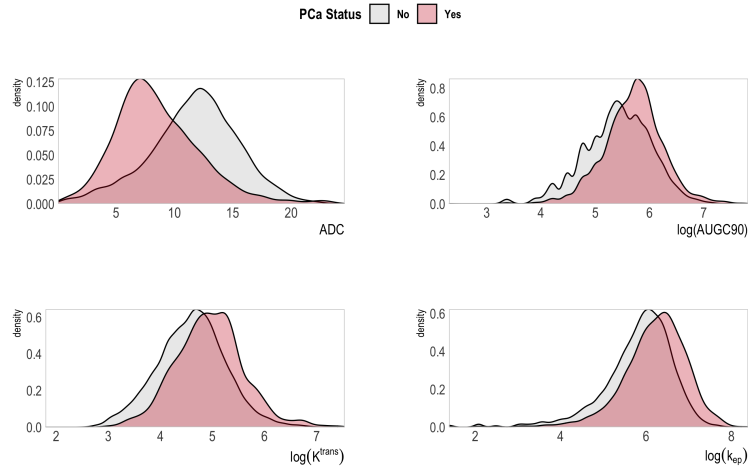 PCa Status No Yes
density
0.125
0.100
0.075
0.050
0.025
0.000
5 10 15 20
ADC
density
0.8
0.6
0.4
0.2
0.0
3 4 5 6 7
log(AUGC90)
density
0.6
0.4
0.2
0.0
2 3 4 5 6 7
log(K^trans)
density
0.6
0.4
0.2
0.0
2 4 6 8
log(k_ep)